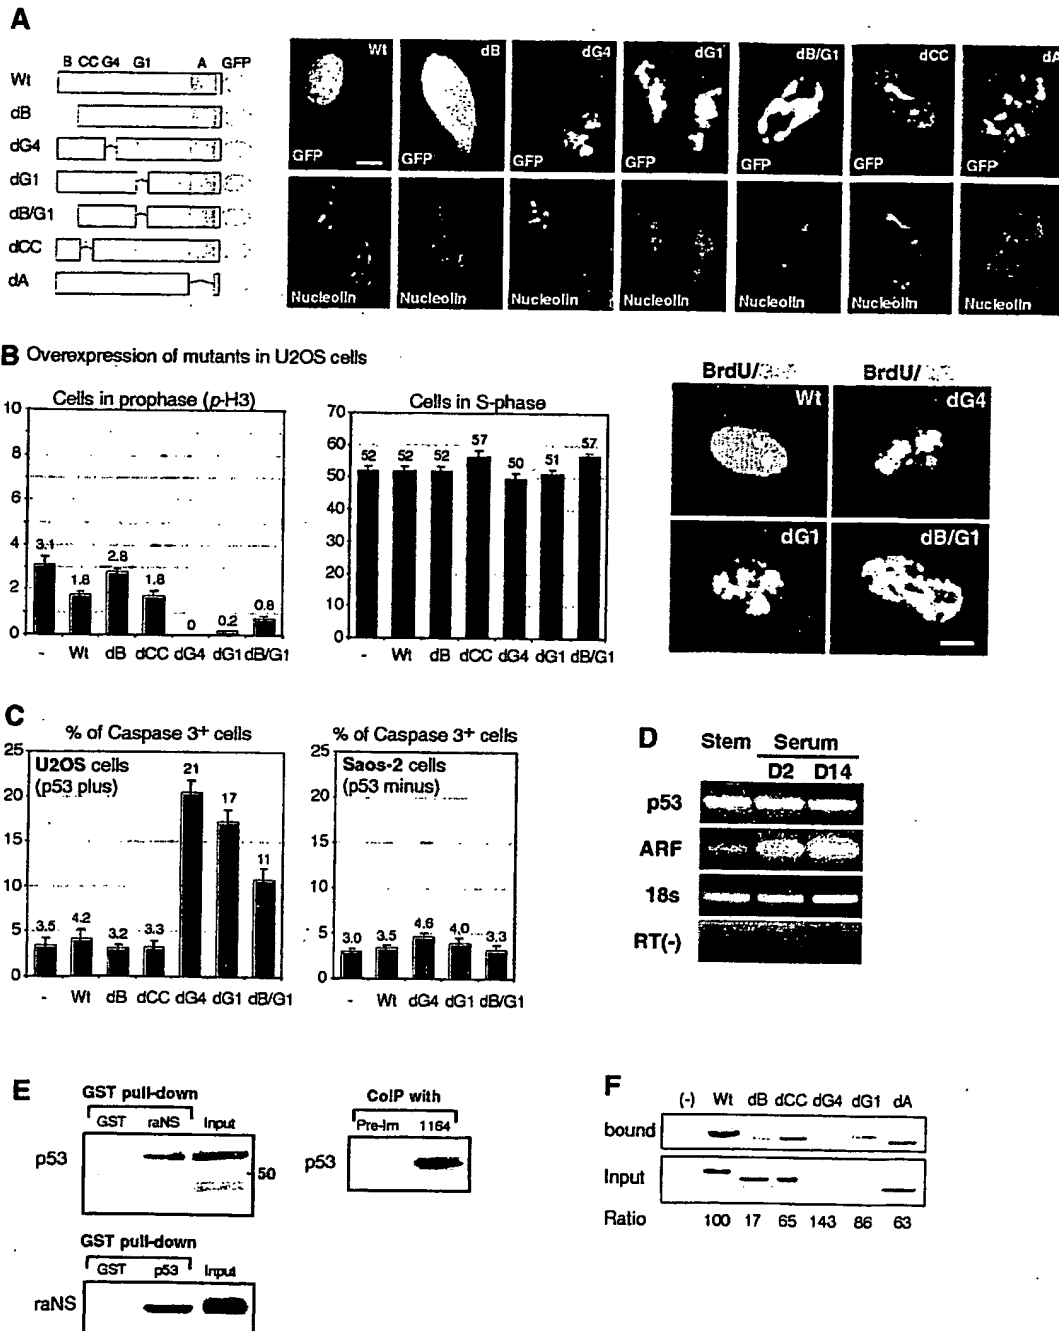 A
B CC G4 G1 A GFP
Wt
dB
dG4
dG1
dB/G1
dCC
dA
Wt dB dG4 dG1 dB/G1 dCC dA
GFP GFP GFP GFP GFP GFP GFP
Nucleolin Nucleolin Nucleolin Nucleolin Nucleolin Nucleolin Nucleolin
B Overexpression of mutants in U2OS cells
Cells in prophase (p-H3)
10
8
6
4
2
0
3.1 1.8 2.8 1.8 0 0.2 0.8
- Wt dB dCC dG4 dG1 dB/G1
Cells in S-phase
70
60
50
40
30
20
10
0
52 52 52 57 50 51 57
- Wt dB dCC dG4 dG1 dB/G1
BrdU/ BrdU/
Wt dG4
dG1 dB/G1
C
% of Caspase 3+ cells
25
20
15
10
5
0
U2OS cells
(p53 plus)
3.5 4.2 3.2 3.3 21 17 11
- Wt dB dCC dG4 dG1 dB/G1
% of Caspase 3+ cells
25
20
15
10
5
0
Saos-2 cells
(p53 minus)
3.0 3.5 4.6 4.0 3.3
- Wt dG4 dG1 dB/G1
D
Stem Serum
D2 D14
p53
ARF
18s
RT(-)
E
GST pull-down
GST raNS Input
p53
50
CoIP with
Pre-im 1164
p53
GST pull-down
GST p53 Input
raNS
F
(-) Wt dB dCC dG4 dG1 dA
bound
Input
Ratio 100 17 65 143 86 63